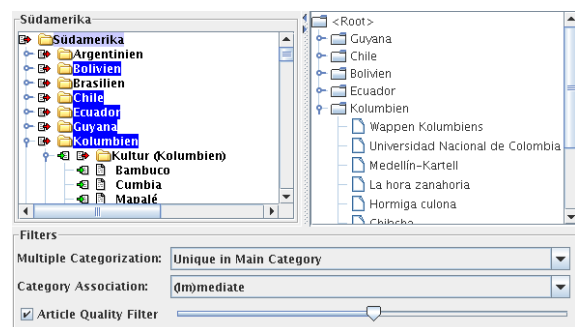 Südamerika
Südamerika
Argentinien
Bolivien
Brasilien
Chile
Ecuador
Guyana
Kolumbien
Kultur (Kolumbien)
Bambuco
Cumbia
Mapalé
<Root>
Guyana
Chile
Bolivien
Ecuador
Kolumbien
Wappen Kolumbiens
Universidad Nacional de Colombia
Medellín-Kartell
La hora zanahoria
Hormiga culona
Chibcha
Filters
Multiple Categorization: Unique in Main Category
Category Association: (Im)mediate
Article Quality Filter